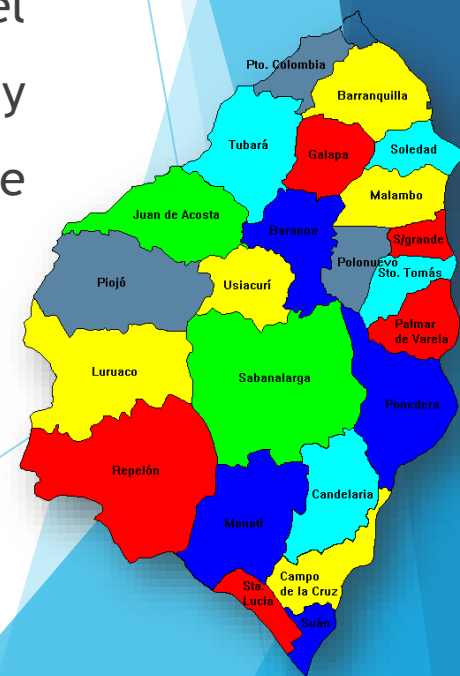 el
y
e
Pto. Colombia
Barranquilla
Tubará
Galapa
Soledad
Malambo
Juan de Acosta
Baranoa
S/grande
Polonuevo
Sto. Tomás
Piojó
Usiacurí
Palmar
de Varela
Luruaco
Sabanalarga
Ponedera
Repelón
Candelaria
Manatí
Campo
de la Cruz
Sta.
Lucia
Suán